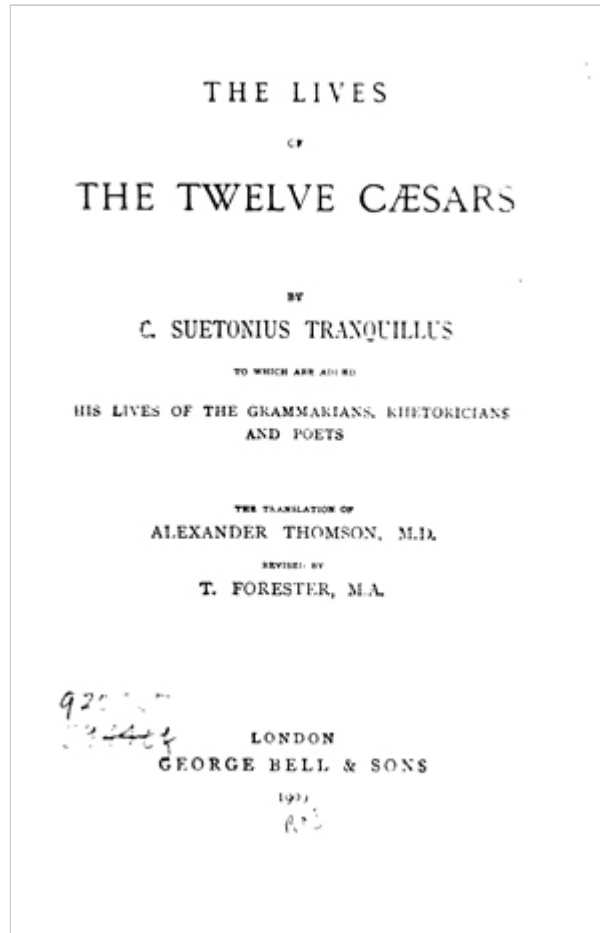 THE LIVES
OF
THE TWELVE CÆSARS
BY
C. SUETONIUS TRANQUILLUS
TO WHICH ARE ADDED
HIS LIVES OF THE GRAMMARIANS, RHETORICIANS
AND POETS
THE TRANSLATION OF
ALEXANDER THOMSON, M.D.
REVISED BY
T. FORESTER, M.A.
LONDON
GEORGE BELL & SONS